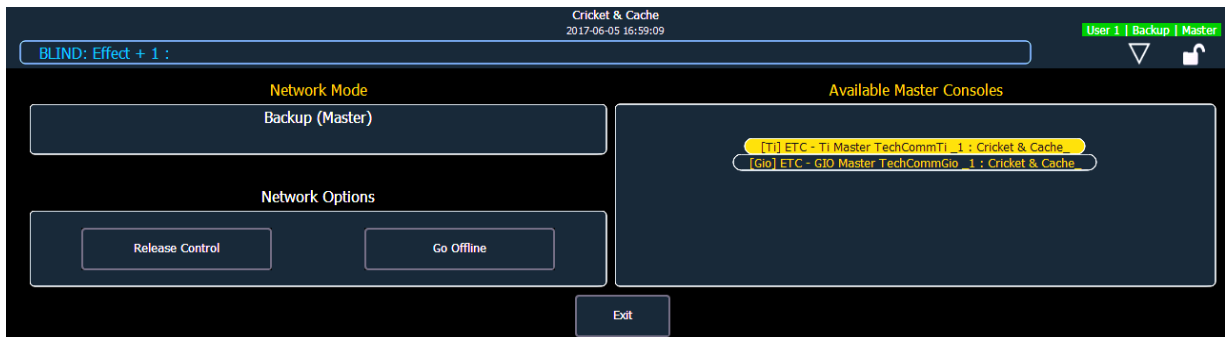 Cricket & Cache
2017-06-05 16:59:09
User 1 | Backup | Master
BLIND: Effect + 1 :
Network Mode
Backup (Master)
Network Options
Release Control
Go Offline
Available Master Consoles
[Ti] ETC - Ti Master TechCommTi _1 : Cricket & Cache_
[Gio] ETC - GIO Master TechCommGio _1 : Cricket & Cache_
Exit